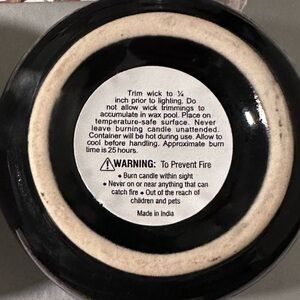 Trim wick to ¼
inch prior to lighting. Do
not allow wick trimmings to
accumulate in wax pool. Place on
temperature-safe surface. Never
leave burning candle unattended.
Container will be hot during use. Allow to
cool before handling. Approximate burn
time is 25 hours.
⚠WARNING: To Prevent Fire
• Burn candle within sight
• Never on or near anything that can
catch fire • Out of the reach of
children and pets
Made in India